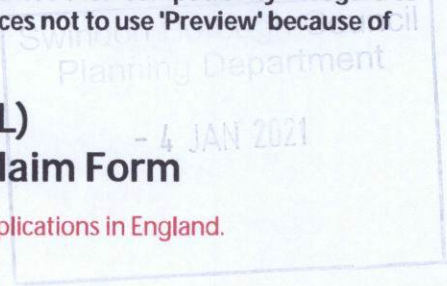 ces not to use 'Preview' because of
Swindon Borough Council
Planning Department
L)
- 4 JAN 2021
laim Form
plications in England.